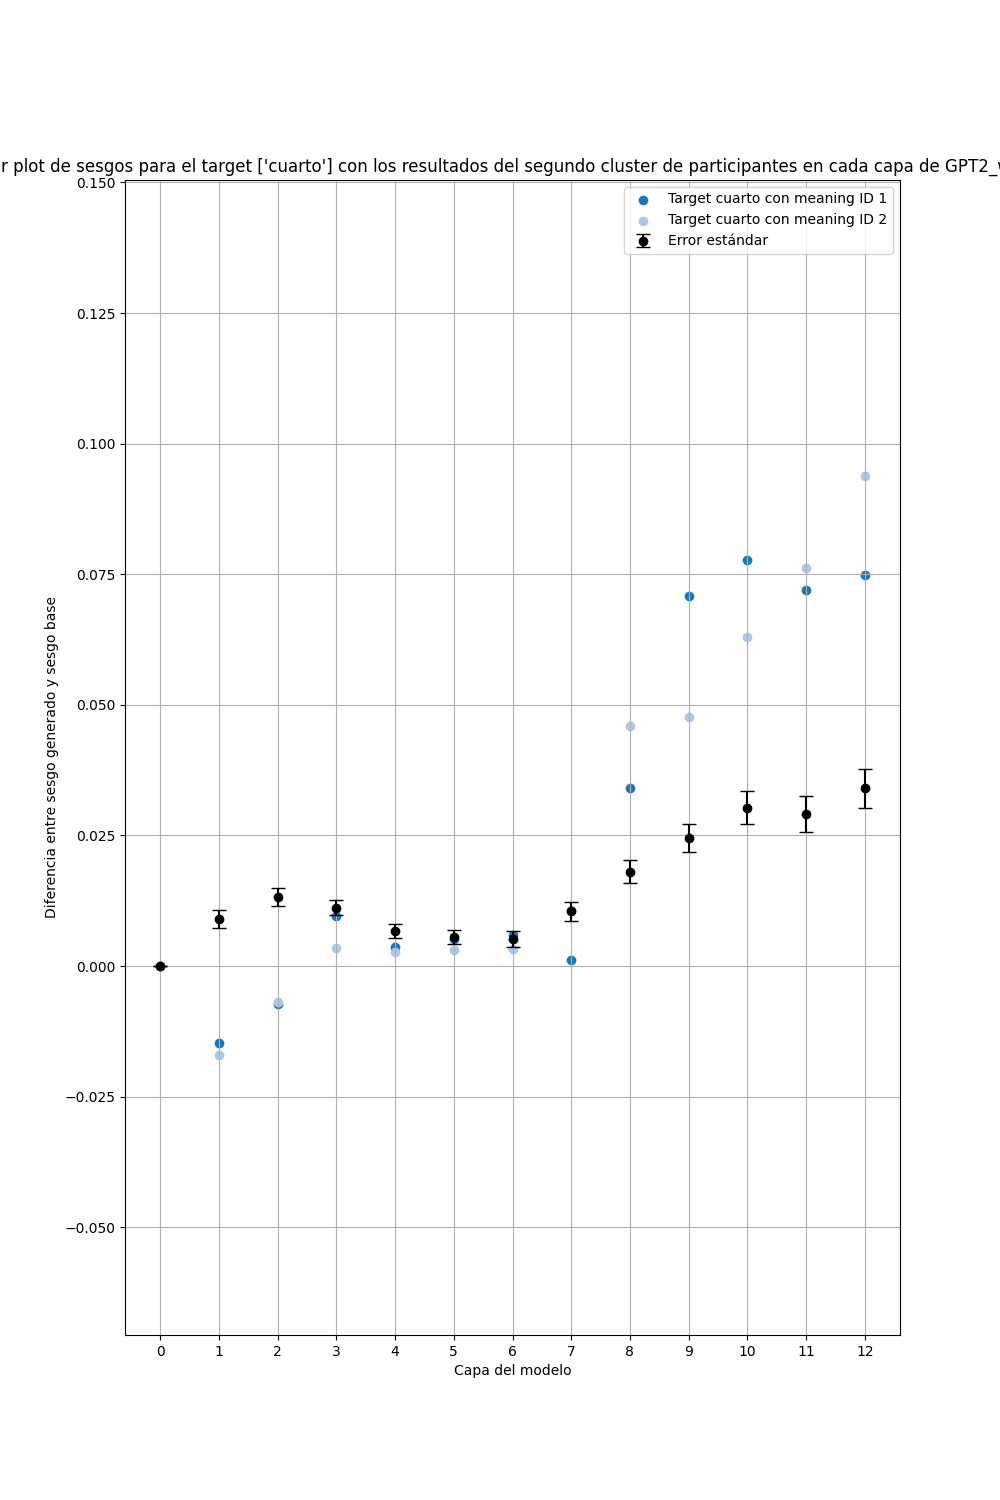 r plot de sesgos para el target ['cuarto'] con los resultados del segundo cluster de participantes en cada capa de GPT2_
Target cuarto con meaning ID 1
Target cuarto con meaning ID 2
Error estándar
0.150
0.125
0.100
0.075
0.050
0.025
0.000
−0.025
−0.050
Diferencia entre sesgo generado y sesgo base
0 1 2 3 4 5 6 7 8 9 10 11 12
Capa del modelo